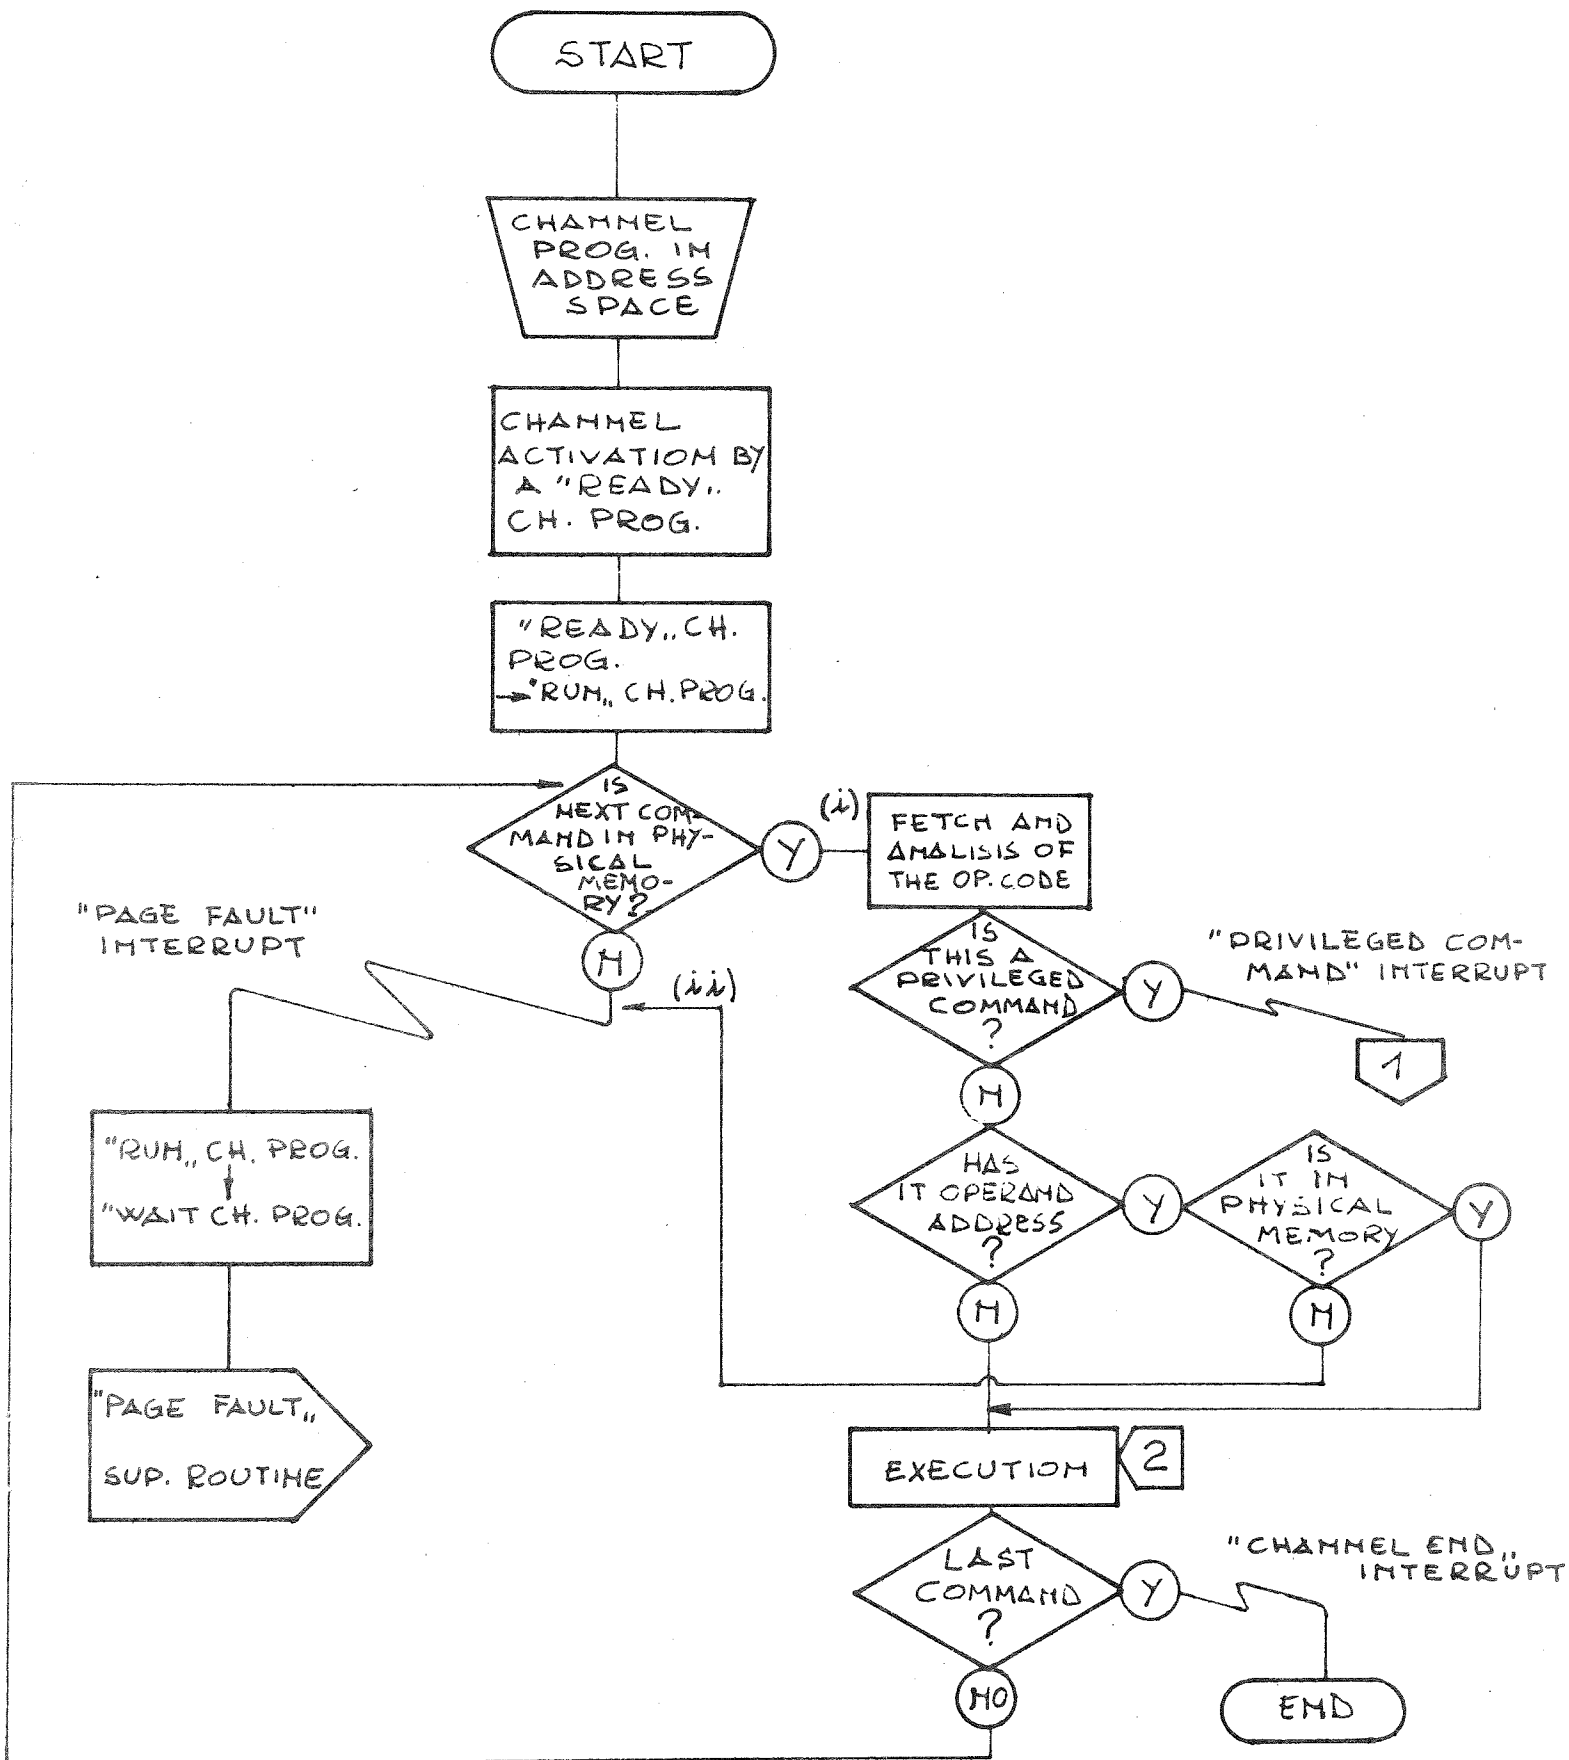 START
CHANNEL
PROG. IN
ADDRESS
SPACE
CHANNEL
ACTIVATION BY
A "READY„
CH. PROG.
"READY„ CH.
PROG.
→"RUN„ CH. PROG.
IS
NEXT COM-
MAND IN PHY-
SICAL
MEMO-
RY?
Y
(i)
FETCH AND
ANALISIS OF
THE OP. CODE
"PAGE FAULT"
INTERRUPT
N
(ii)
IS
THIS A
PRIVILEGED
COMMAND
?
Y
"PRIVILEGED COM-
MAND" INTERRUPT
1
N
"RUN„ CH. PROG.
"WAIT CH. PROG.
HAS
IT OPERAND
ADDRESS
?
Y
IS
IT IN
PHYSICAL
MEMORY
?
Y
N
N
"PAGE FAULT„
SUP. ROUTINE
EXECUTION
2
LAST
COMMAND
?
Y
"CHANNEL END„
INTERRUPT
NO
END